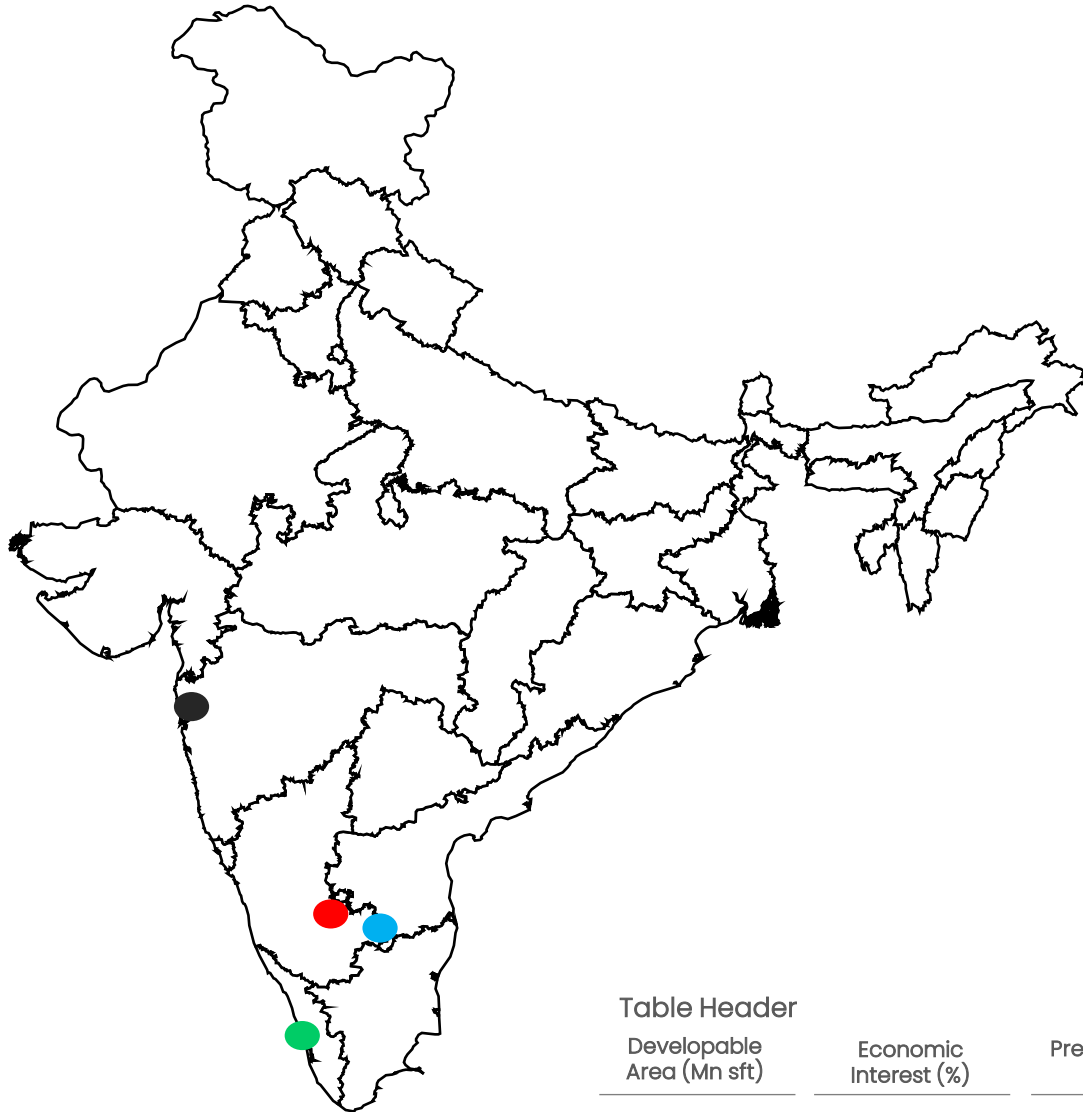 Table Header
Developable
Area (Mn sft)
Economic
Interest (%)
Pre